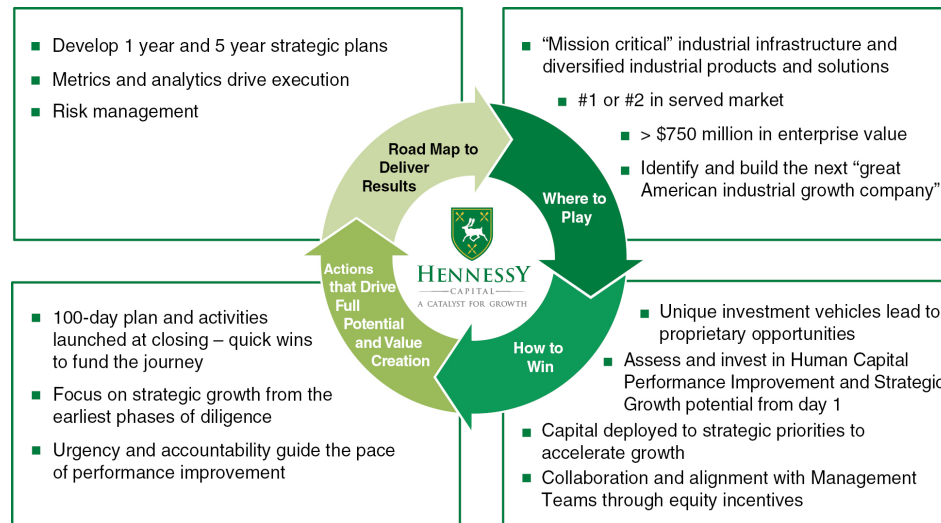 Develop 1 year and 5 year strategic plans
Metrics and analytics drive execution
Risk management
“Mission critical” industrial infrastructure and
diversified industrial products and solutions
#1 or #2 in served market
> $750 million in enterprise value
Identify and build the next “great
American industrial growth company”
Road Map to
Deliver
Results
Where to
Play
HENNESSY
CAPITAL
A CATALYST FOR GROWTH
Actions
that Drive
Full
Potential
and Value
Creation
How to
Win
100-day plan and activities
launched at closing – quick wins
to fund the journey
Focus on strategic growth from the
earliest phases of diligence
Urgency and accountability guide the pace
of performance improvement
Unique investment vehicles lead to
proprietary opportunities
Assess and invest in Human Capital
Performance Improvement and Strategic
Growth potential from day 1
Capital deployed to strategic priorities to
accelerate growth
Collaboration and alignment with Management
Teams through equity incentives